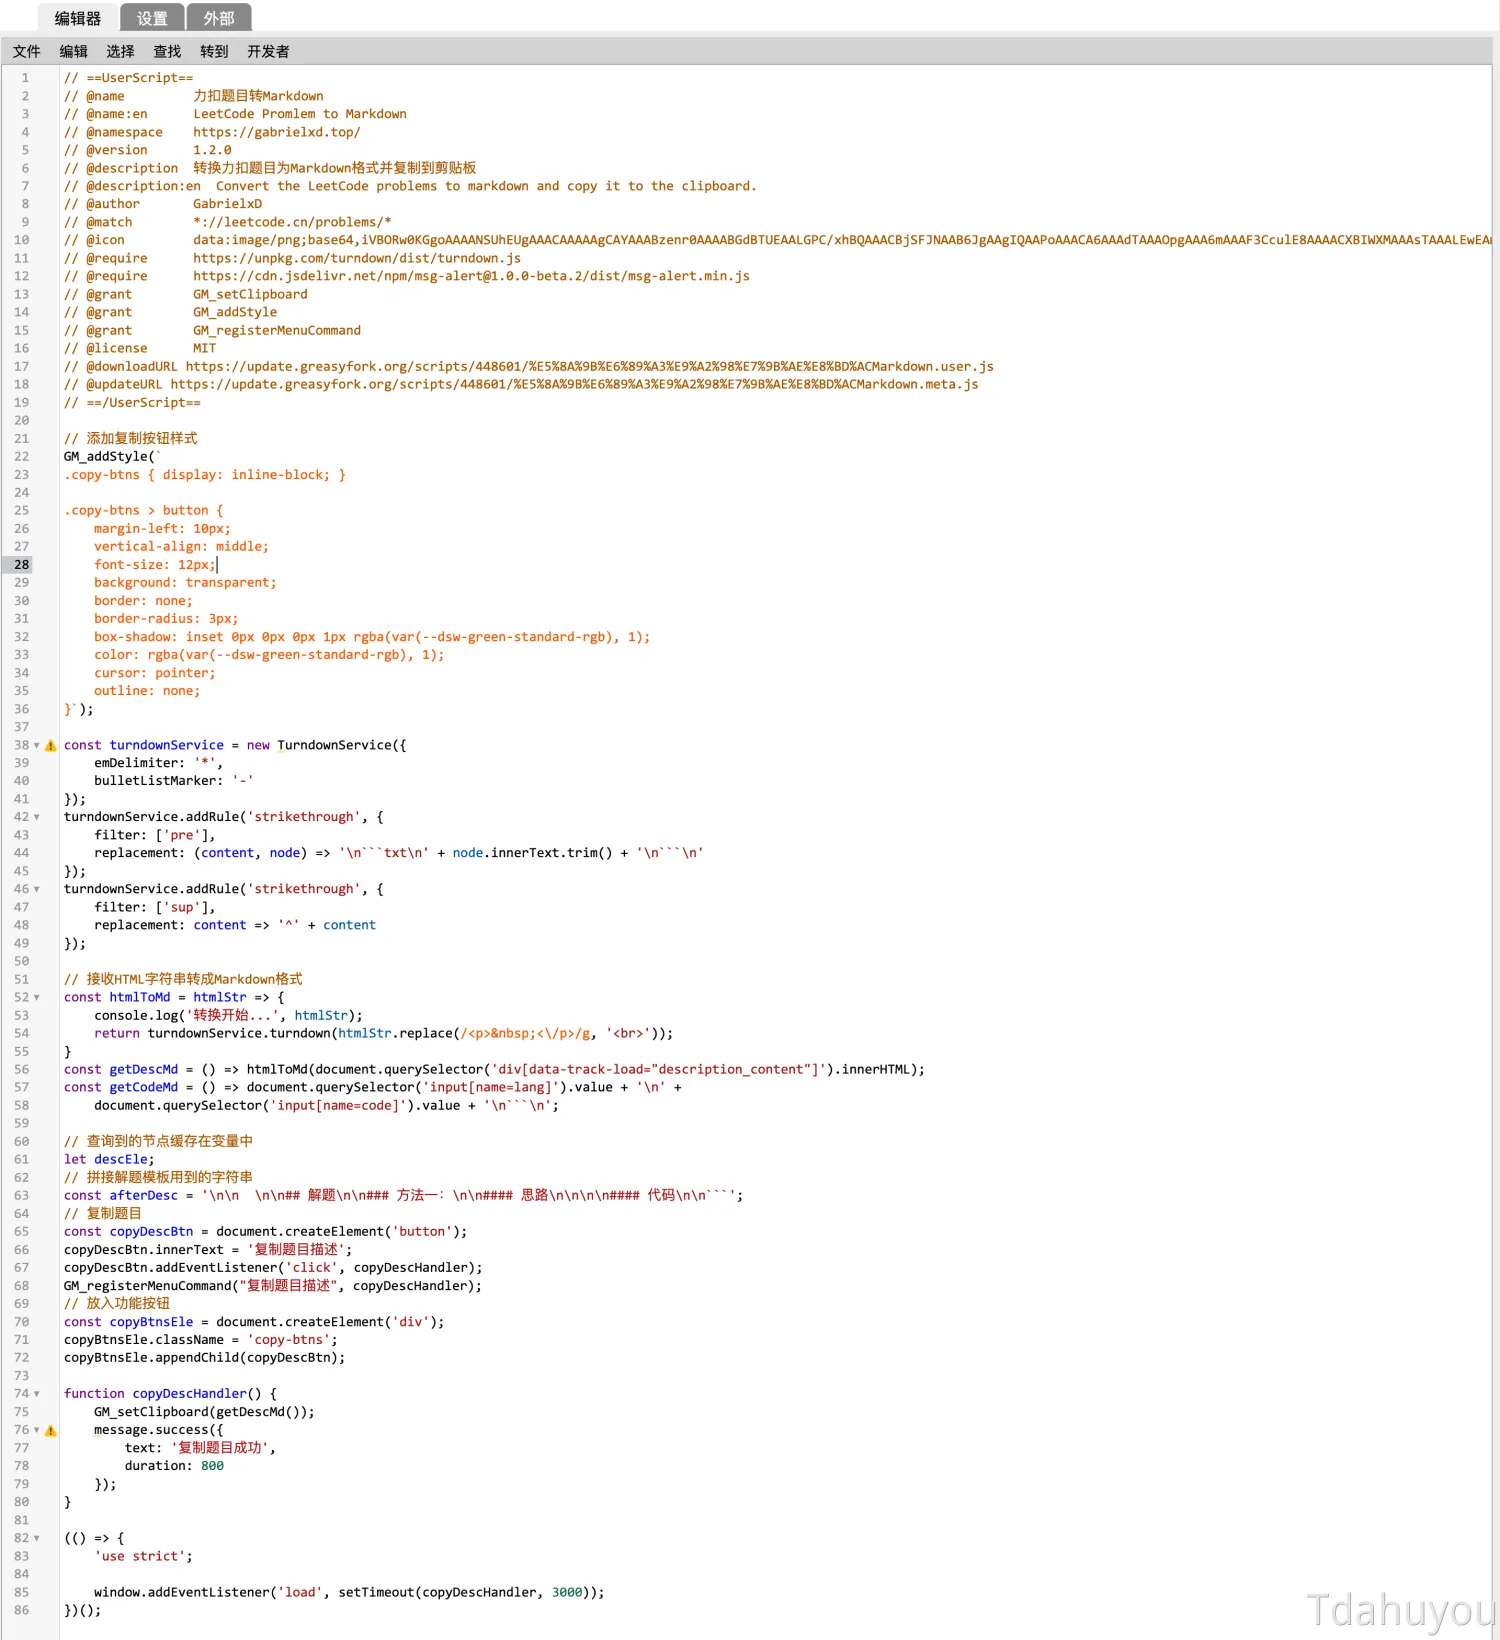 编辑器 设置 外部
文件 编辑 选择 查找 转到 开发者
1 // ==UserScript==
2 // @name 力扣题目转Markdown
3 // @name:en LeetCode Promlem to Markdown
4 // @namespace https://gabrielxd.top/
5 // @version 1.2.0
6 // @description 转换力扣题目为Markdown格式并复制到剪贴板
7 // @description:en Convert the LeetCode problems to markdown and copy it to the clipboard.
8 // @author GabrielxD
9 // @match *://leetcode.cn/problems/*
10 // @icon data:image/png;base64,
11 // @require https://unpkg.com/turndown/dist/turndown.js
12 // @require https://cdn.jsdelivr.net/npm/msg-alert@1.0.0-beta.2/dist/msg-alert.min.js
13 // @grant GM_setClipboard
14 // @grant GM_addStyle
15 // @grant GM_registerMenuCommand
16 // @license MIT
17 // @downloadURL https://update.greasyfork.org/scripts/448601/%E5%8A%9B%E6%89%A3%E9%A2%98%E7%9B%AE%E8%BD%ACMarkdown.user.js
18 // @updateURL https://update.greasyfork.org/scripts/448601/%E5%8A%9B%E6%89%A3%E9%A2%98%E7%9B%AE%E8%BD%ACMarkdown.meta.js
19 // ==/UserScript==
20
21 // 添加复制按钮样式
22 GM_addStyle(`
23 .copy-btns { display: inline-block; }
24
25 .copy-btns > button {
26     margin-left: 10px;
27     vertical-align: middle;
28     font-size: 12px;
29     background: transparent;
30     border: none;
31     border-radius: 3px;
32     box-shadow: inset 0px 0px 0px 1px rgba(var(--dsw-green-standard-rgb), 1);
33     color: rgba(var(--dsw-green-standard-rgb), 1);
34     cursor: pointer;
35     outline: none;
36 }`);
37
38 const turndownService = new TurndownService({
39     emDelimiter: '*',
40     bulletListMarker: '-'
41 });
42 turndownService.addRule('strikethrough', {
43     filter: ['pre'],
44     replacement: (content, node) => '\n```txt\n' + node.innerText.trim() + '\n```\n'
45 });
46 turndownService.addRule('strikethrough', {
47     filter: ['sup'],
48     replacement: content => '^' + content
49 });
50
51 // 接收HTML字符串转成Markdown格式
52 const htmlToMd = htmlStr => {
53     console.log('转换开始...', htmlStr);
54     return turndownService.turndown(htmlStr.replace(/<p>&nbsp;<\/p>/g, '<br>'));
55 }
56 const getDescMd = () => htmlToMd(document.querySelector('div[data-track-load="description_content"]').innerHTML);
57 const getCodeMd = () => document.querySelector('input[name=lang]').value + '\n' +
58     document.querySelector('input[name=code]').value + '\n```\n';
59
60 // 查询到的节点缓存在变量中
61 let descEle;
62 // 拼接解题模板用到的字符串
63 const afterDesc = '\n\n  \n\n## 解题\n\n### 方法一: \n\n#### 思路\n\n\n\n#### 代码\n\n```';
64 // 复制题目
65 const copyDescBtn = document.createElement('button');
66 copyDescBtn.innerText = '复制题目描述';
67 copyDescBtn.addEventListener('click', copyDescHandler);
68 GM_registerMenuCommand("复制题目描述", copyDescHandler);
69 // 放入功能按钮
70 const copyBtnsEle = document.createElement('div');
71 copyBtnsEle.className = 'copy-btns';
72 copyBtnsEle.appendChild(copyDescBtn);
73
74 function copyDescHandler() {
75     GM_setClipboard(getDescMd());
76     message.success({
77         text: '复制题目成功',
78         duration: 800
79     });
80 }
81
82 (() => {
83     'use strict';
84
85     window.addEventListener('load', setTimeout(copyDescHandler, 3000));
86 })();
Tdahuyou